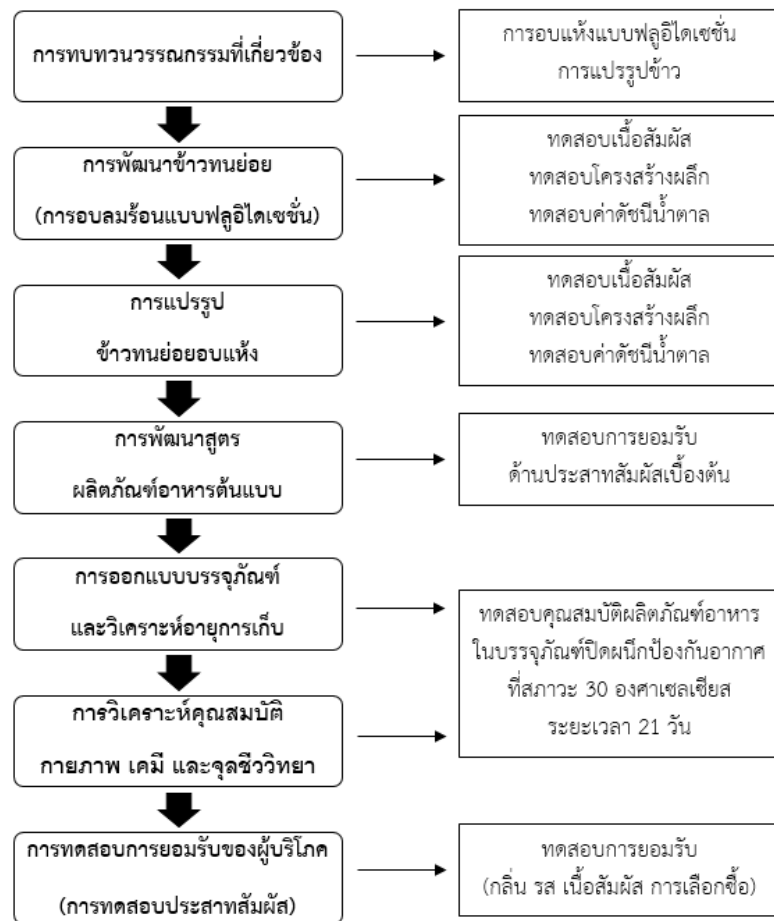 การทบทวนวรรณกรรมที่เกี่ยวข้อง
การอบแห้งแบบฟลูอิไดเซชั่น
การแปรรูปข้าว
การพัฒนาข้าวทนย่อย
(การอบลมร้อนแบบฟลูอิไดเซชั่น)
ทดสอบเนื้อสัมผัส
ทดสอบโครงสร้างผลึก
ทดสอบค่าดัชนีน้ำตาล
การแปรรูป
ข้าวทนย่อยอบแห้ง
ทดสอบเนื้อสัมผัส
ทดสอบโครงสร้างผลึก
ทดสอบค่าดัชนีน้ำตาล
การพัฒนาสูตร
ผลิตภัณฑ์อาหารต้นแบบ
ทดสอบการยอมรับ
ด้านประสาทสัมผัสเบื้องต้น
การออกแบบบรรจุภัณฑ์
และวิเคราะห์อายุการเก็บ
การวิเคราะห์คุณสมบัติ
กายภาพ เคมี และจุลชีววิทยา
ทดสอบคุณสมบัติผลิตภัณฑ์อาหาร
ในบรรจุภัณฑ์ปิดผนึกป้องกันอากาศ
ที่สภาวะ 30 องศาเซลเซียส
ระยะเวลา 21 วัน
การทดสอบการยอมรับของผู้บริโภค
(การทดสอบประสาทสัมผัส)
ทดสอบการยอมรับ
(กลิ่น รส เนื้อสัมผัส การเลือกซื้อ)